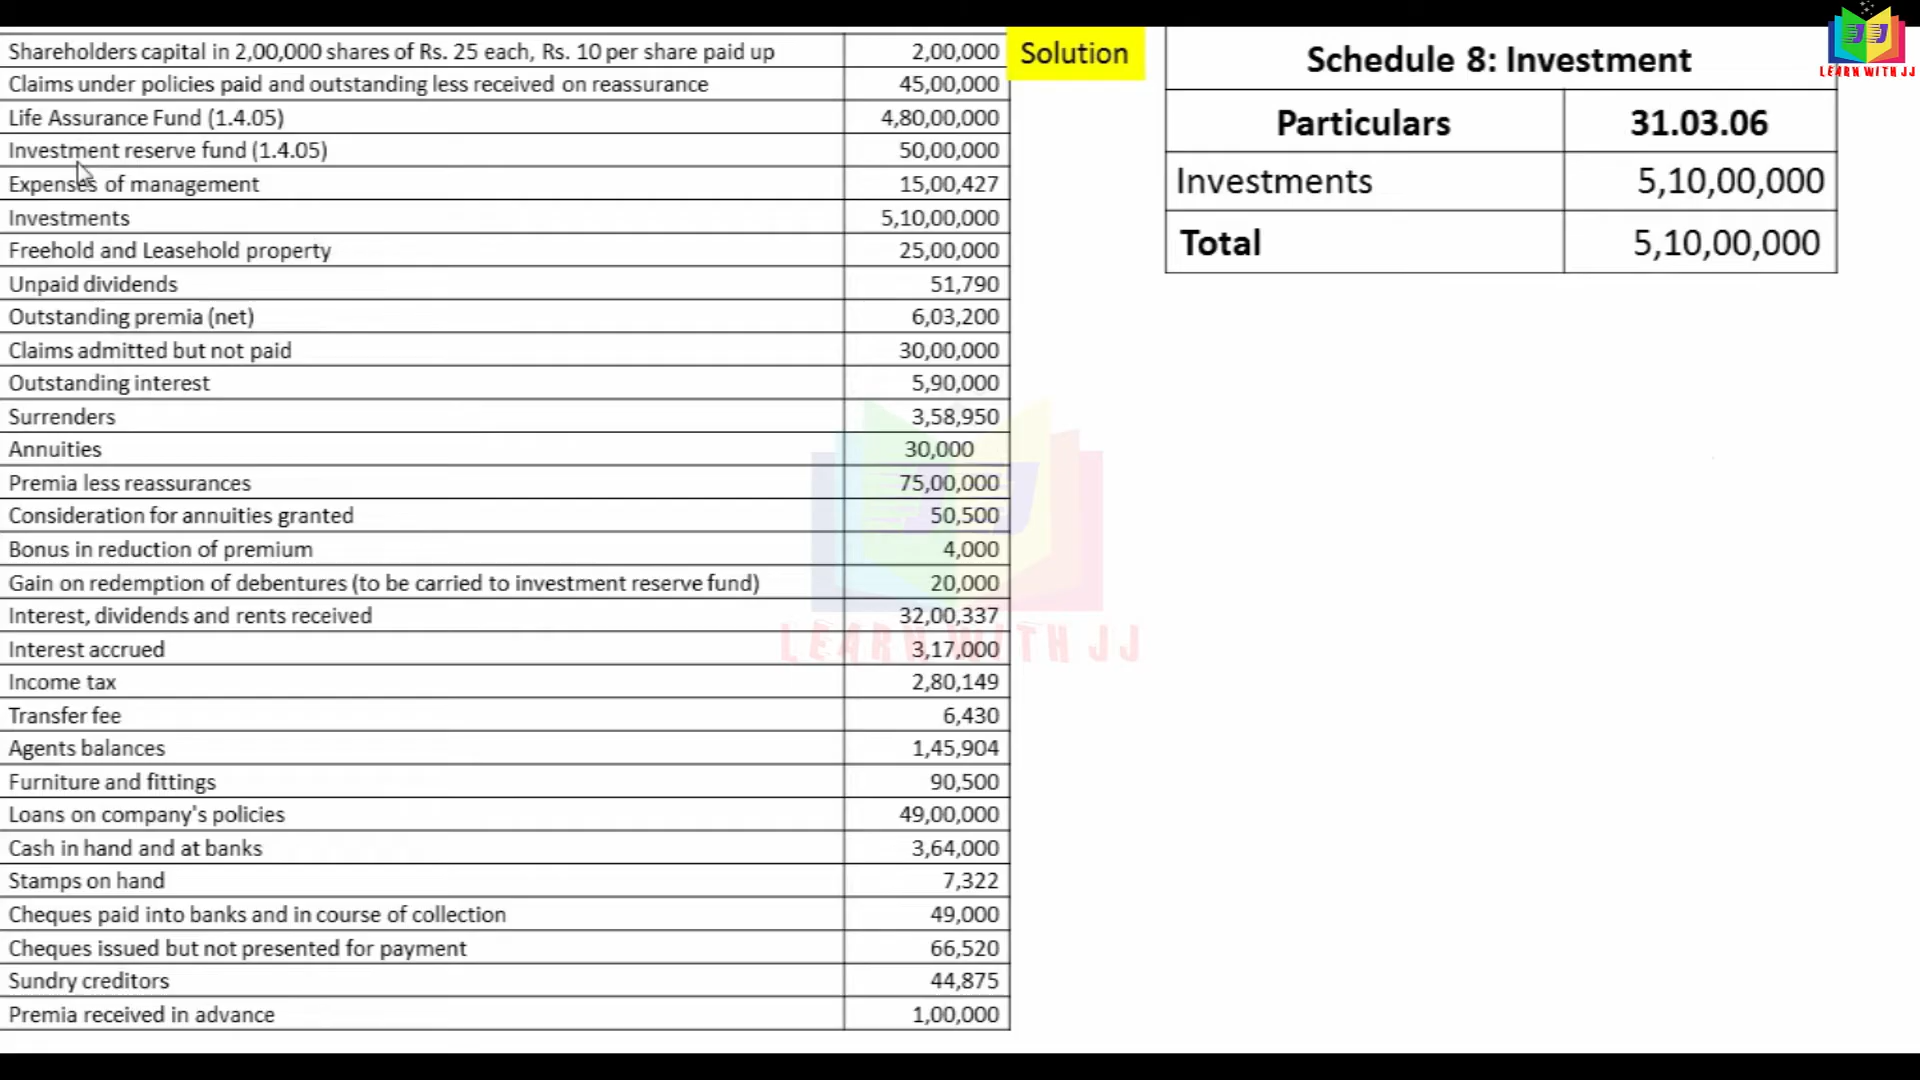 Shareholders capital in 2,00,000 shares of Rs. 25 each, Rs. 10 per share paid up 2,00,000
Claims under policies paid and outstanding less received on reassurance 45,00,000
Life Assurance Fund (1.4.05) 4,80,00,000
Investment reserve fund (1.4.05) 50,00,000
Expenses of management 15,00,427
Investments 5,10,00,000
Freehold and Leasehold property 25,00,000
Unpaid dividends 51,790
Outstanding premia (net) 6,03,200
Claims admitted but not paid 30,00,000
Outstanding interest 5,90,000
Surrenders 3,58,950
Annuities 30,000
Premia less reassurances 75,00,000
Consideration for annuities granted 50,500
Bonus in reduction of premium 4,000
Gain on redemption of debentures (to be carried to investment reserve fund) 20,000
Interest, dividends and rents received 32,00,337
Interest accrued 3,17,000
Income tax 2,80,149
Transfer fee 6,430
Agents balances 1,45,904
Furniture and fittings 90,500
Loans on company's policies 49,00,000
Cash in hand and at banks 3,64,000
Stamps on hand 7,322
Cheques paid into banks and in course of collection 49,000
Cheques issued but not presented for payment 66,520
Sundry creditors 44,875
Premia received in advance 1,00,000
Solution
Schedule 8: Investment
Particulars 31.03.06
Investments 5,10,00,000
Total 5,10,00,000
JJ
LEARN WITH JJ
LEARN WITH JJ